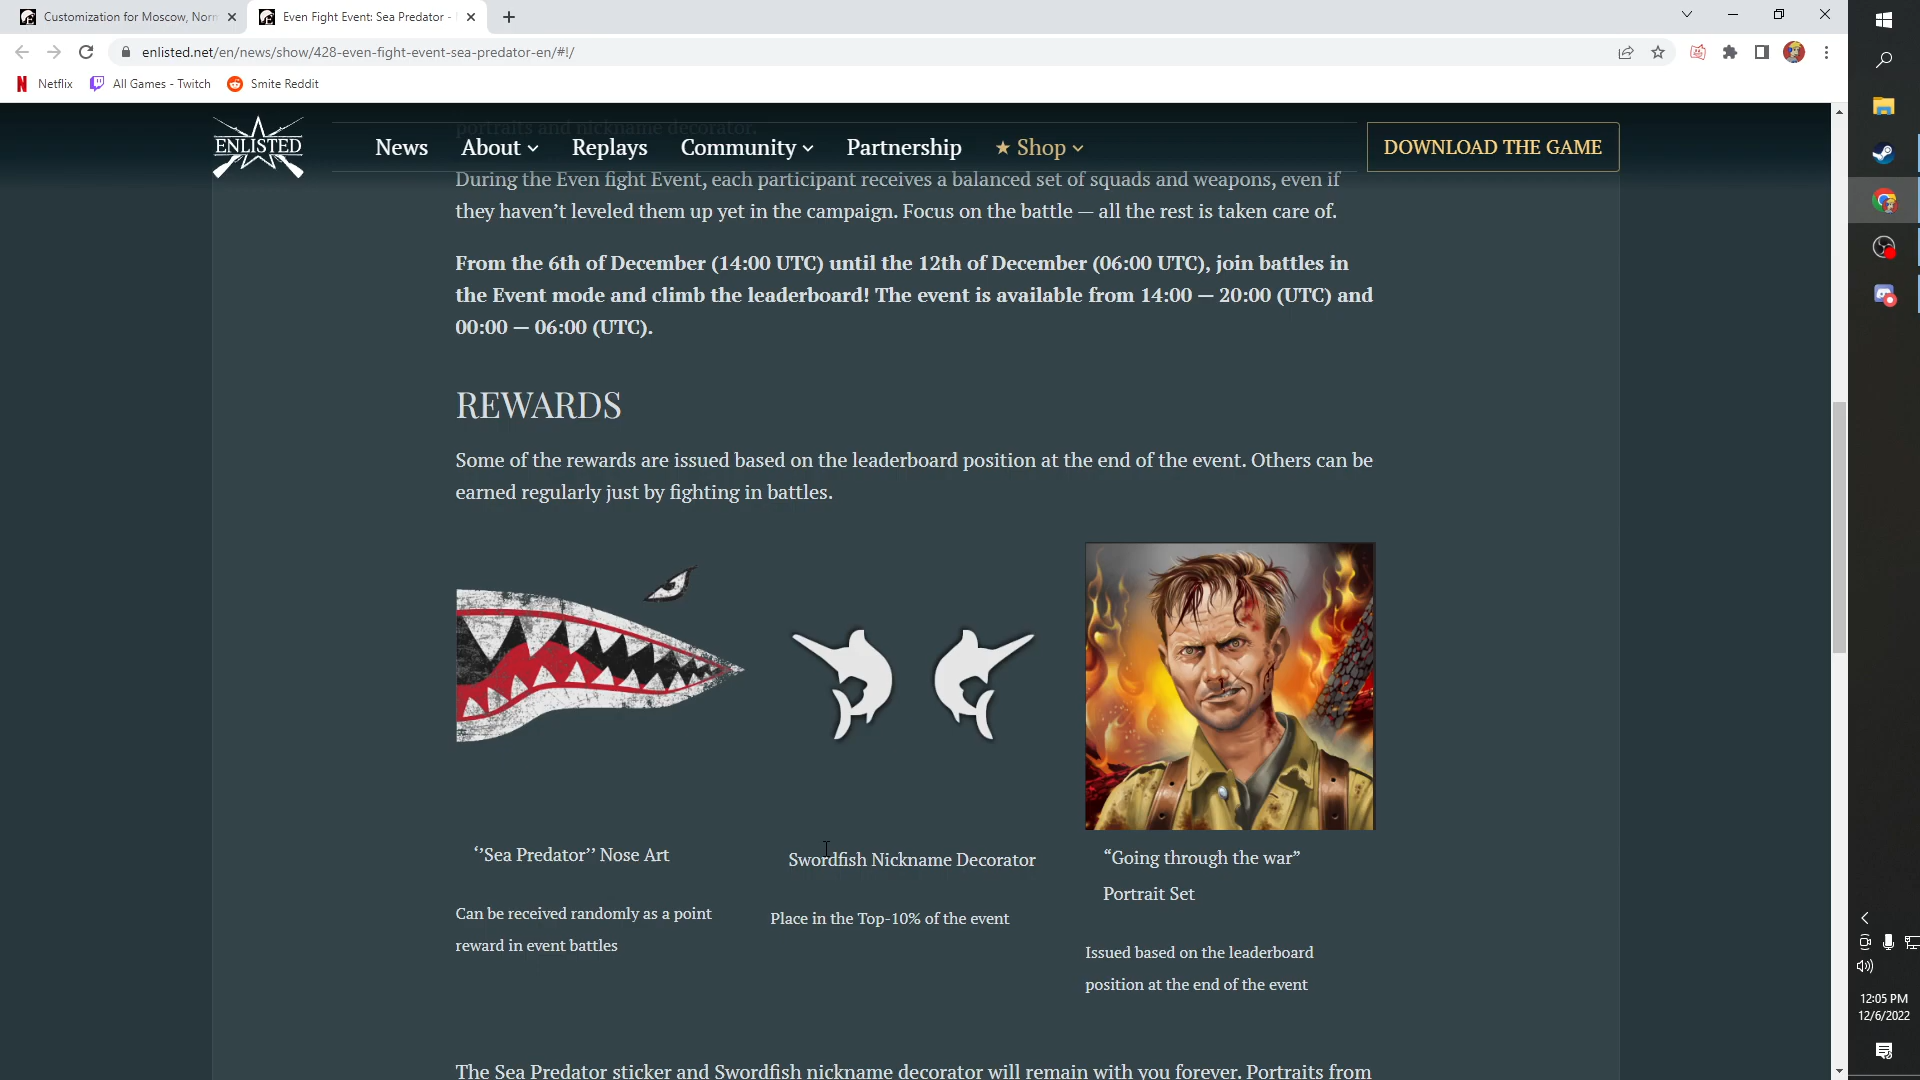 Customization for Moscow, Norm
Even Fight Event: Sea Predator -
enlisted.net/en/news/show/428-even-fight-event-sea-predator-en/#!/
Netflix
All Games - Twitch
Smite Reddit
portraits and nickname decorator.
ENLISTED
News
About
Replays
Community
Partnership
★ Shop
DOWNLOAD THE GAME
During the Even fight Event, each participant receives a balanced set of squads and weapons, even if
they haven’t leveled them up yet in the campaign. Focus on the battle — all the rest is taken care of.
From the 6th of December (14:00 UTC) until the 12th of December (06:00 UTC), join battles in
the Event mode and climb the leaderboard! The event is available from 14:00 — 20:00 (UTC) and
00:00 — 06:00 (UTC).
REWARDS
Some of the rewards are issued based on the leaderboard position at the end of the event. Others can be
earned regularly just by fighting in battles.
‘’Sea Predator’’ Nose Art
Can be received randomly as a point
reward in event battles
Swordfish Nickname Decorator
Place in the Top-10% of the event
“Going through the war”
Portrait Set
Issued based on the leaderboard
position at the end of the event
The Sea Predator sticker and Swordfish nickname decorator will remain with you forever. Portraits from
12:05 PM
12/6/2022